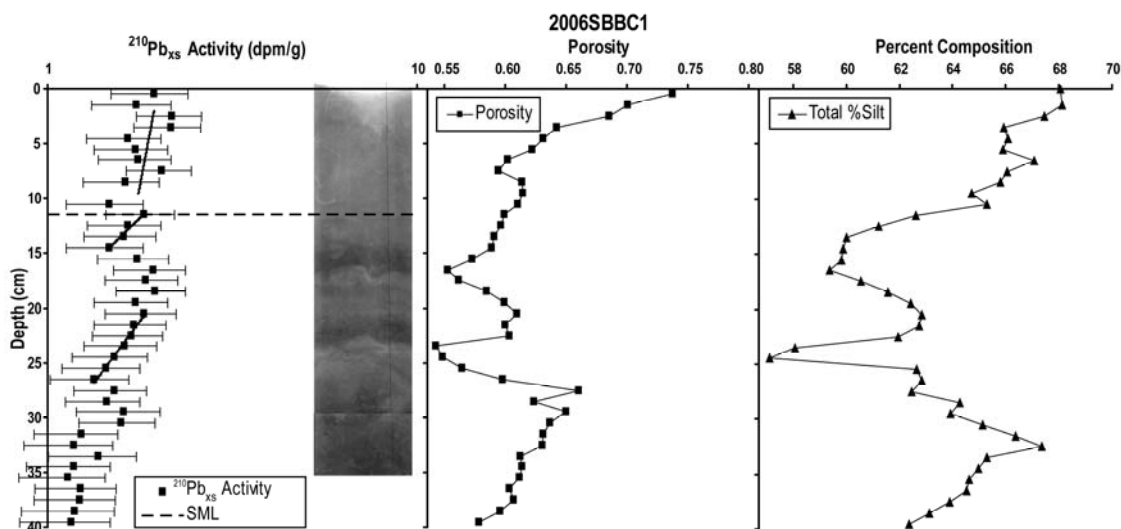 2006SBBC1
²¹⁰Pbxs Activity (dpm/g)
Porosity
Percent Composition
1 10 0.55 0.60 0.65 0.70 0.75 0.80 58 60 62 64 66 68 70
0
5
10
15
20
25
30
35
40
Depth (cm)
Porosity
Total %Silt
²¹⁰Pbxs Activity
SML